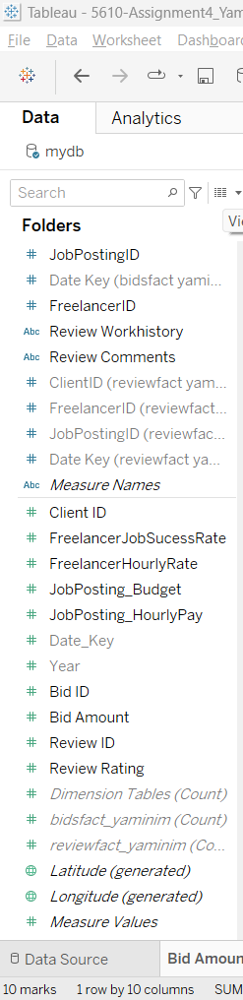 Tableau - 5610-Assignment4_Yam
File Data Worksheet Dashboar
Data Analytics
mydb
Search
Vie
Folders
# JobPostingID
# Date Key (bidsfact yami...
# FreelancerID
Abc Review Workhistory
Abc Review Comments
# ClientID (reviewfact yam...
# FreelancerID (reviewfact...
# JobPostingID (reviewfac...
# Date Key (reviewfact ya...
Abc Measure Names
# Client ID
# FreelancerJobSucessRate
# FreelancerHourlyRate
# JobPosting_Budget
# JobPosting_HourlyPay
# Date_Key
# Year
# Bid ID
# Bid Amount
# Review ID
# Review Rating
# Dimension Tables (Count)
# bidsfact_yaminim (Count)
# reviewfact_yaminim (Co...
Latitude (generated)
Longitude (generated)
# Measure Values
Data Source Bid Amoun
10 marks 1 row by 10 columns SUM